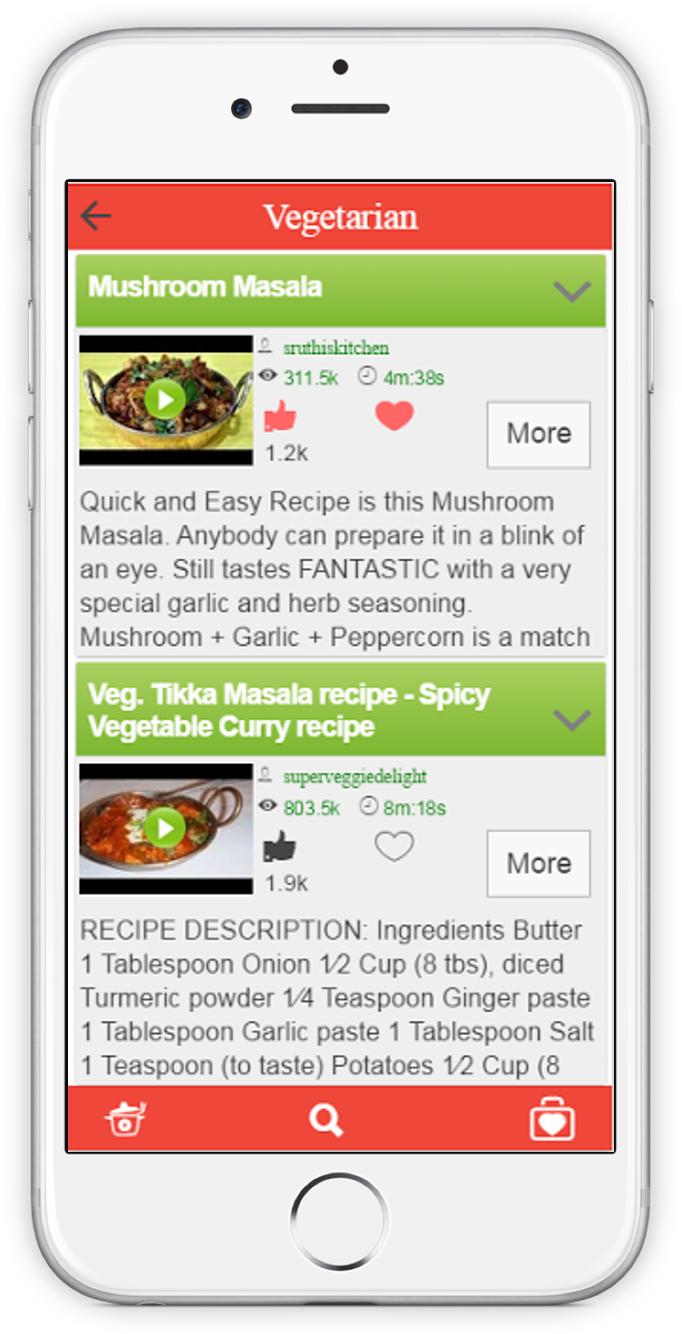 Vegetarian
Mushroom Masala
sruthiskitchen
311.5k 4m:38s
1.2k
More
Quick and Easy Recipe is this Mushroom
Masala. Anybody can prepare it in a blink of
an eye. Still tastes FANTASTIC with a very
special garlic and herb seasoning.
Mushroom + Garlic + Peppercorn is a match
Veg. Tikka Masala recipe - Spicy
Vegetable Curry recipe
superveggiedelight
803.5k 8m:18s
1.9k
More
RECIPE DESCRIPTION: Ingredients Butter
1 Tablespoon Onion 1⁄2 Cup (8 tbs), diced
Turmeric powder 1⁄4 Teaspoon Ginger paste
1 Tablespoon Garlic paste 1 Tablespoon Salt
1 Teaspoon (to taste) Potatoes 1⁄2 Cup (8